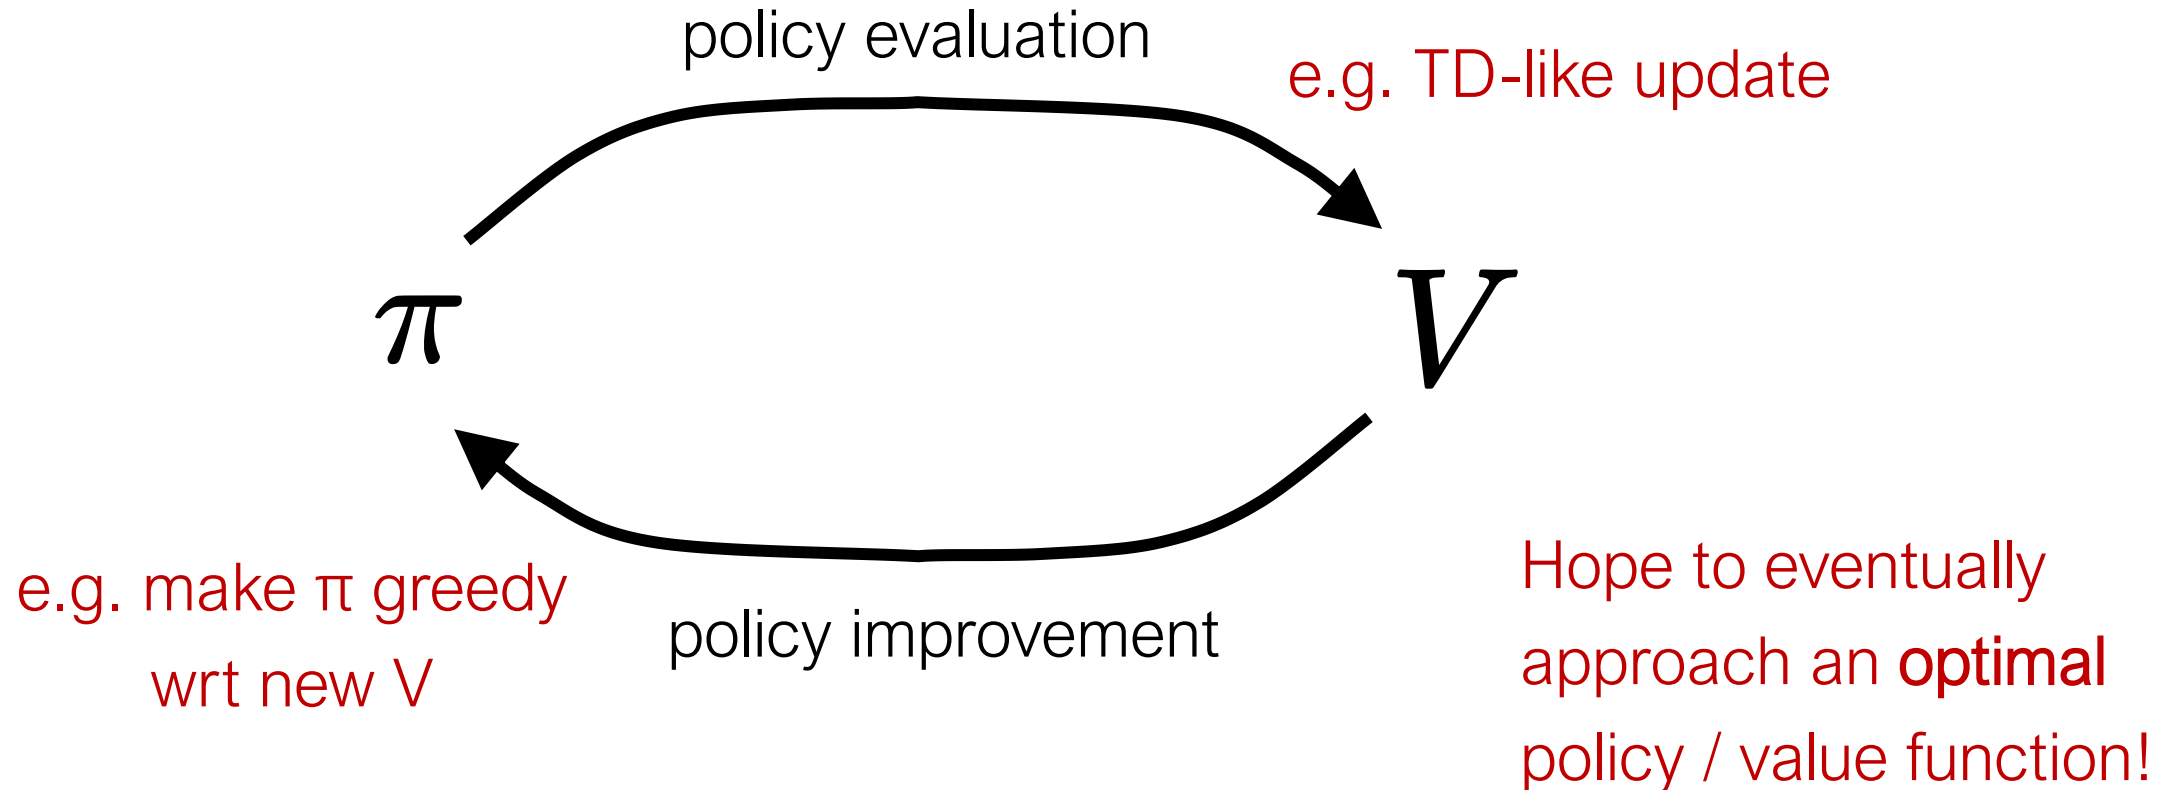 policy evaluation
e.g. TD-like update
π
V
e.g. make π greedy
wrt new V
policy improvement
Hope to eventually
approach an optimal
policy / value function!